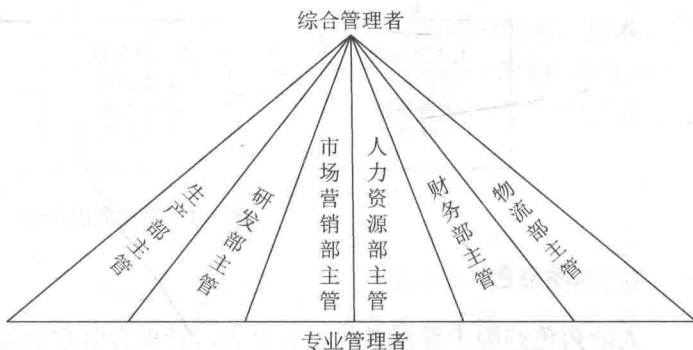 综合管理者
生产部主管
研发部主管
市场营销部主管
人力资源部主管
财务部主管
物流部主管
专业管理者